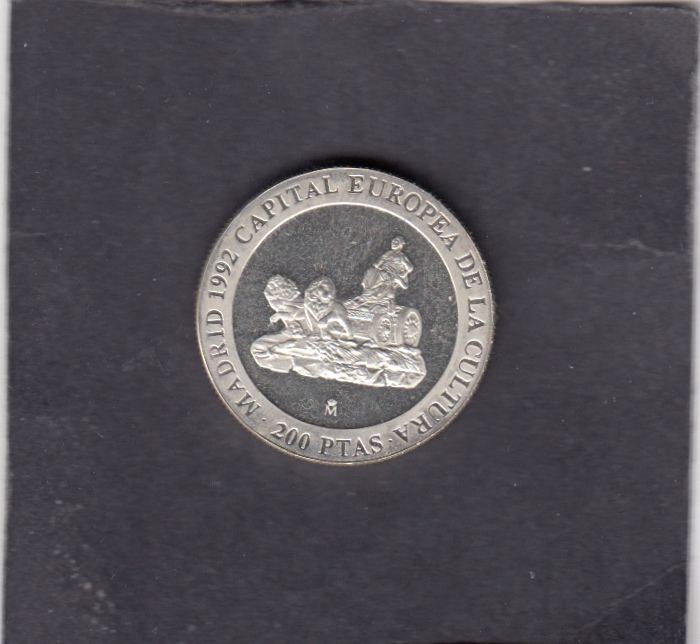 MADRID 1992 CAPITAL EUROPEA DE LA CULTURA
· 200 PTAS ·
M